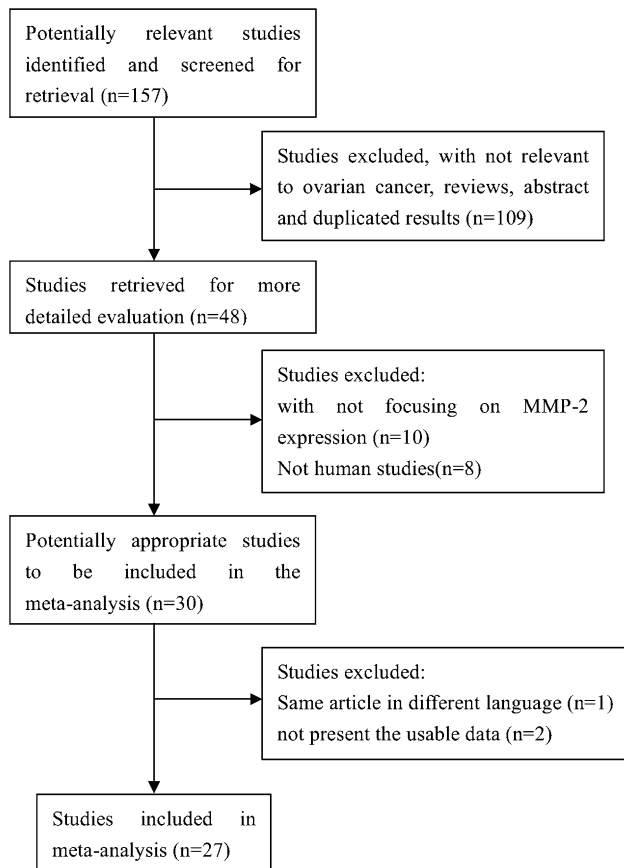 Potentially relevant studies
identified and screened for
retrieval (n=157)
Studies excluded, with not relevant
to ovarian cancer, reviews, abstract
and duplicated results (n=109)
Studies retrieved for more
detailed evaluation (n=48)
Studies excluded:
with not focusing on MMP-2
expression (n=10)
Not human studies(n=8)
Potentially appropriate studies
to be included in the
meta-analysis (n=30)
Studies excluded:
Same article in different language (n=1)
not present the usable data (n=2)
Studies included in
meta-analysis (n=27)